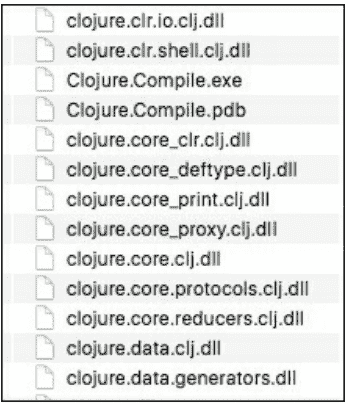 clojure.clr.io.clj.dll
clojure.clr.shell.clj.dll
Clojure.Compile.exe
Clojure.Compile.pdb
clojure.core_clr.clj.dll
clojure.core_deftype.clj.dll
clojure.core_print.clj.dll
clojure.core_proxy.clj.dll
clojure.core.clj.dll
clojure.core.protocols.clj.dll
clojure.core.reducers.clj.dll
clojure.data.clj.dll
clojure.data.generators.dll